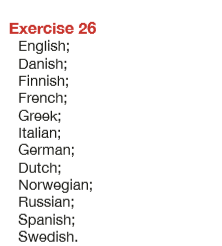 Exercise 26
English;
Danish;
Finnish;
French;
Greek;
Italian;
German;
Dutch;
Norwegian;
Russian;
Spanish;
Swedish.